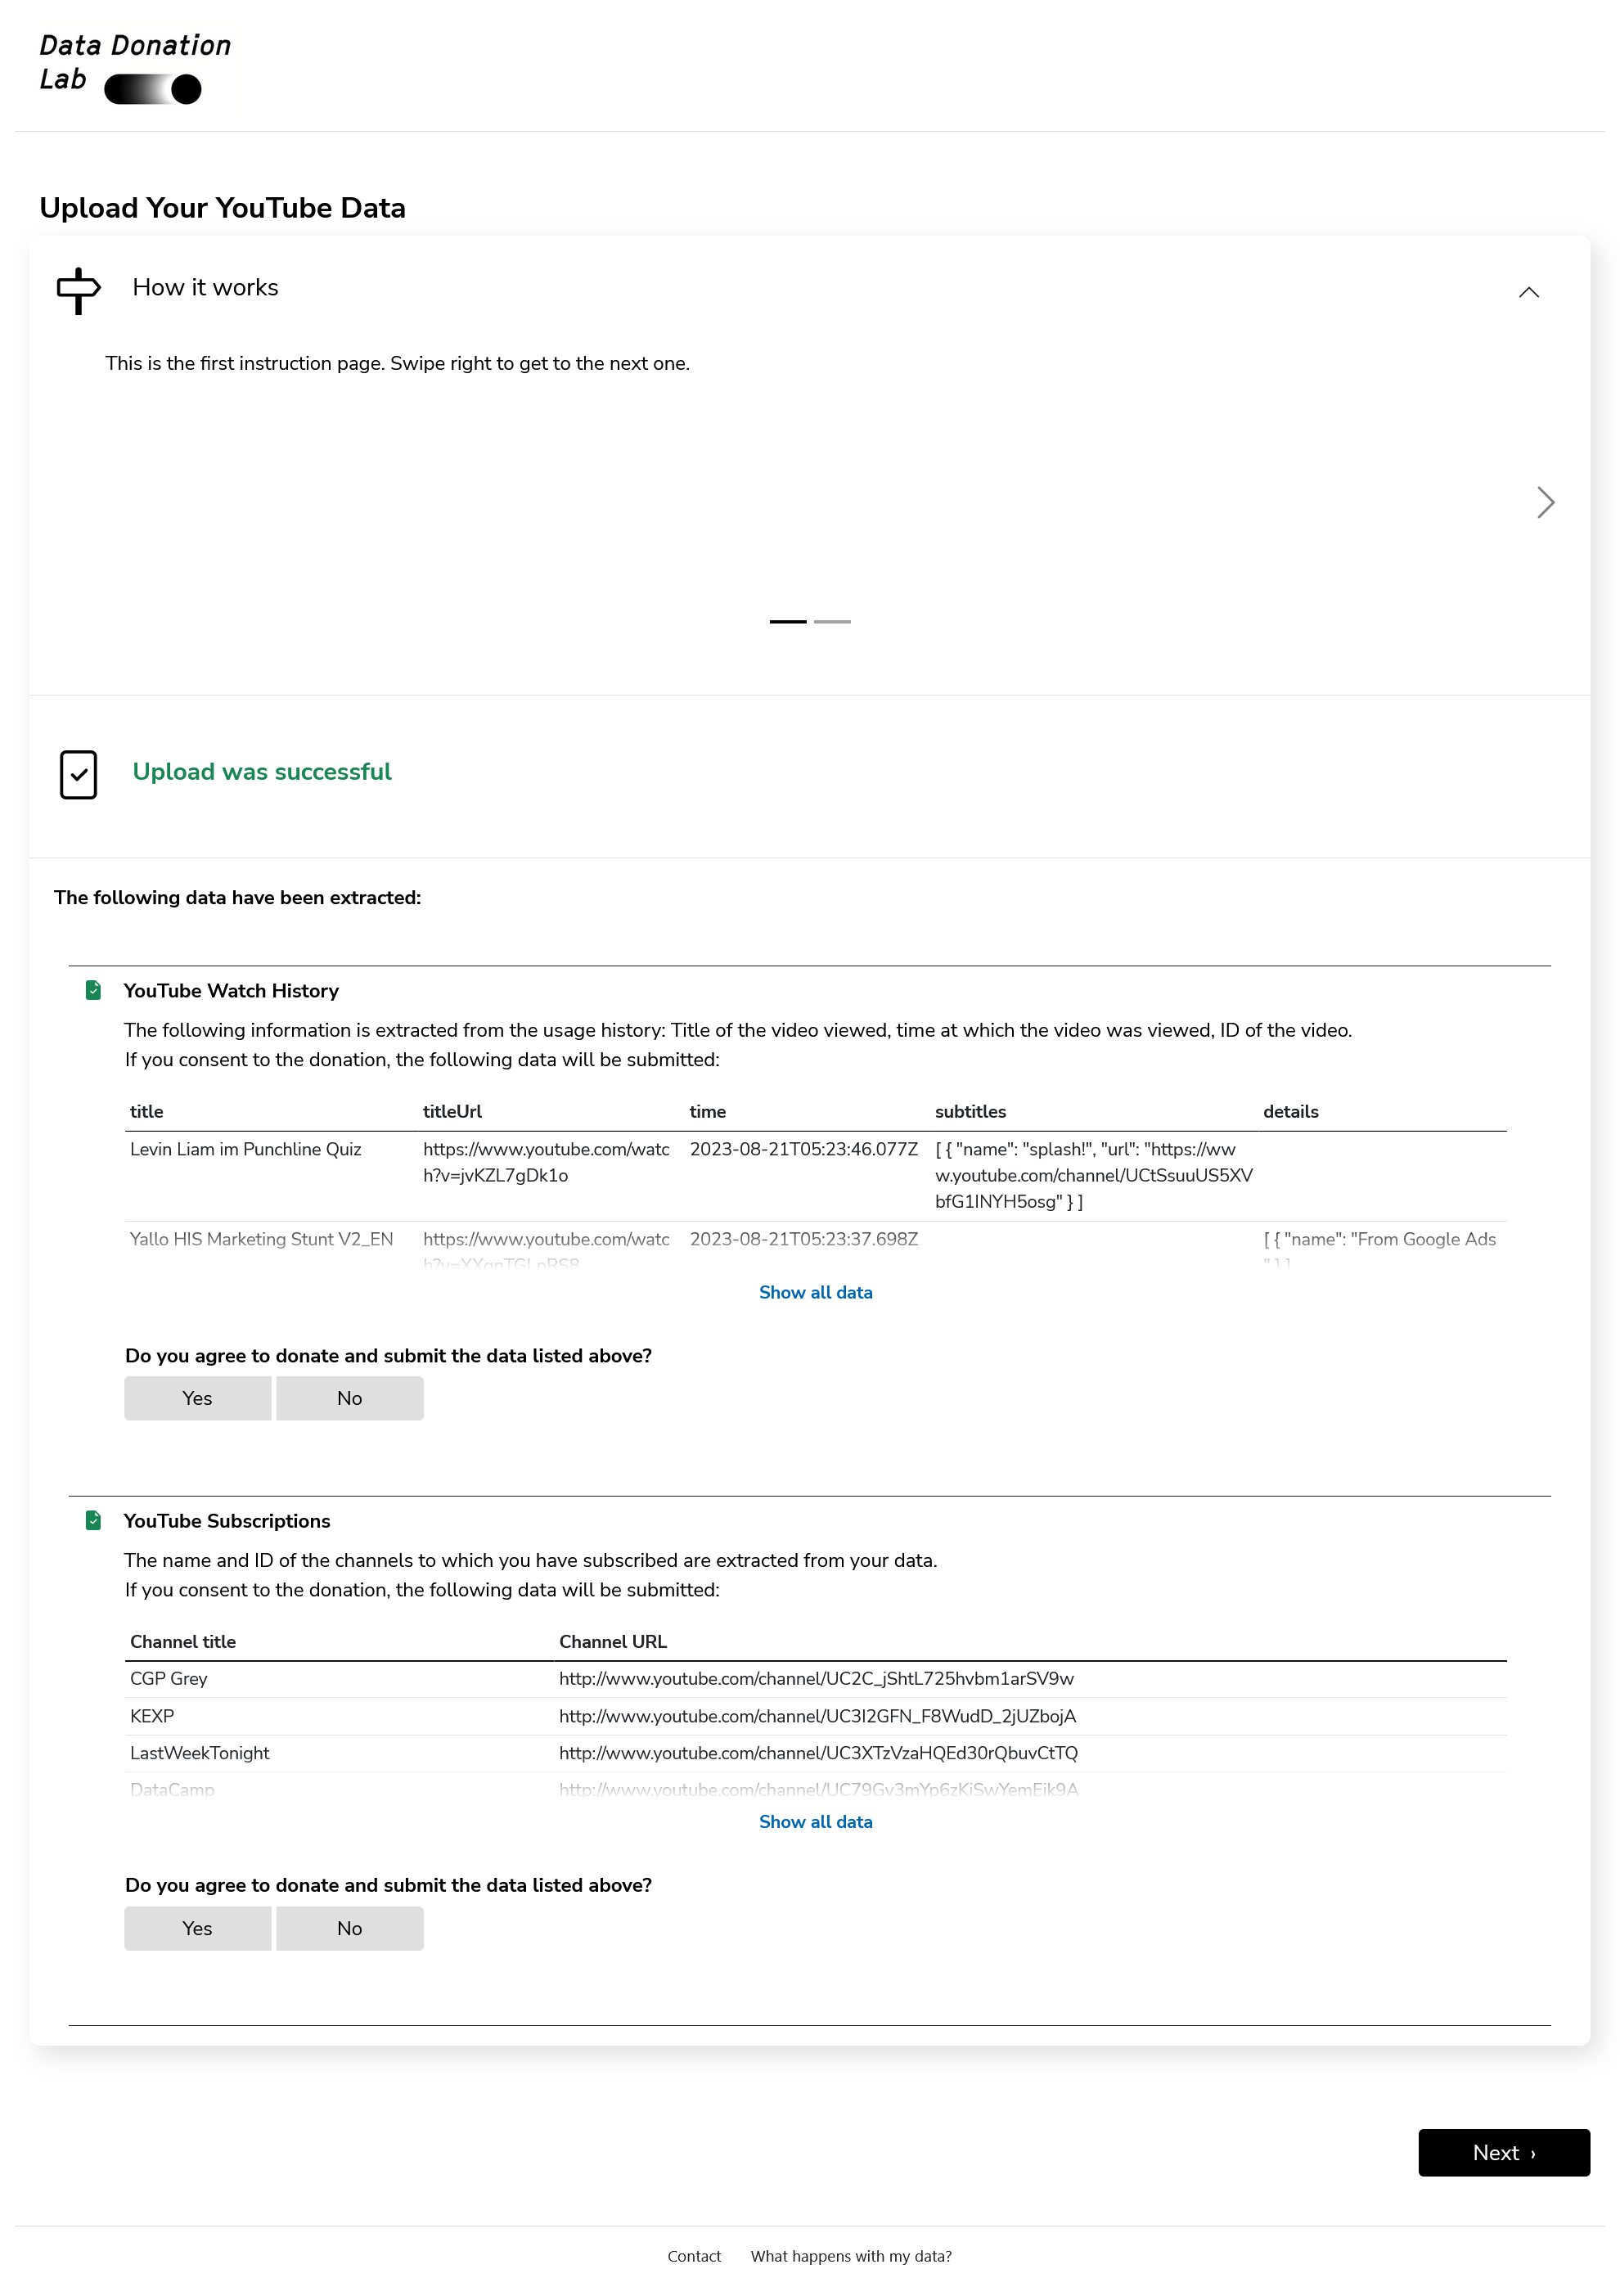 Data Donation
Lab
Upload Your YouTube Data
How it works
This is the first instruction page. Swipe right to get to the next one.
Upload was successful
The following data have been extracted:
YouTube Watch History
The following information is extracted from the usage history: Title of the video viewed, time at which the video was viewed, ID of the video.
If you consent to the donation, the following data will be submitted:
title titleUrl time subtitles details
Levin Liam im Punchline Quiz https://www.youtube.com/watc 2023-08-21T05:23:46.077Z [ { "name": "splash!", "url": "https://ww
h?v=jvKZL7gDk1o w.youtube.com/channel/UCtSsuuUS5XV
bfG1INYH5osg" } ]
Yallo HIS Marketing Stunt V2_EN https://www.youtube.com/watc 2023-08-21T05:23:37.698Z [ { "name": "From Google Ads
" } ]
Show all data
Do you agree to donate and submit the data listed above?
Yes No
YouTube Subscriptions
The name and ID of the channels to which you have subscribed are extracted from your data.
If you consent to the donation, the following data will be submitted:
Channel title Channel URL
CGP Grey http://www.youtube.com/channel/UC2C_jShtL725hvbm1arSV9w
KEXP http://www.youtube.com/channel/UC3I2GFN_F8WudD_2jUZbojA
LastWeekTonight http://www.youtube.com/channel/UC3XTzVzaHQEd30rQbuvCtTQ
DataCamp http://www.youtube.com/channel/UC79Gv3mYp6zKiSwYemEik9A
Show all data
Do you agree to donate and submit the data listed above?
Yes No
Next ›
Contact What happens with my data?